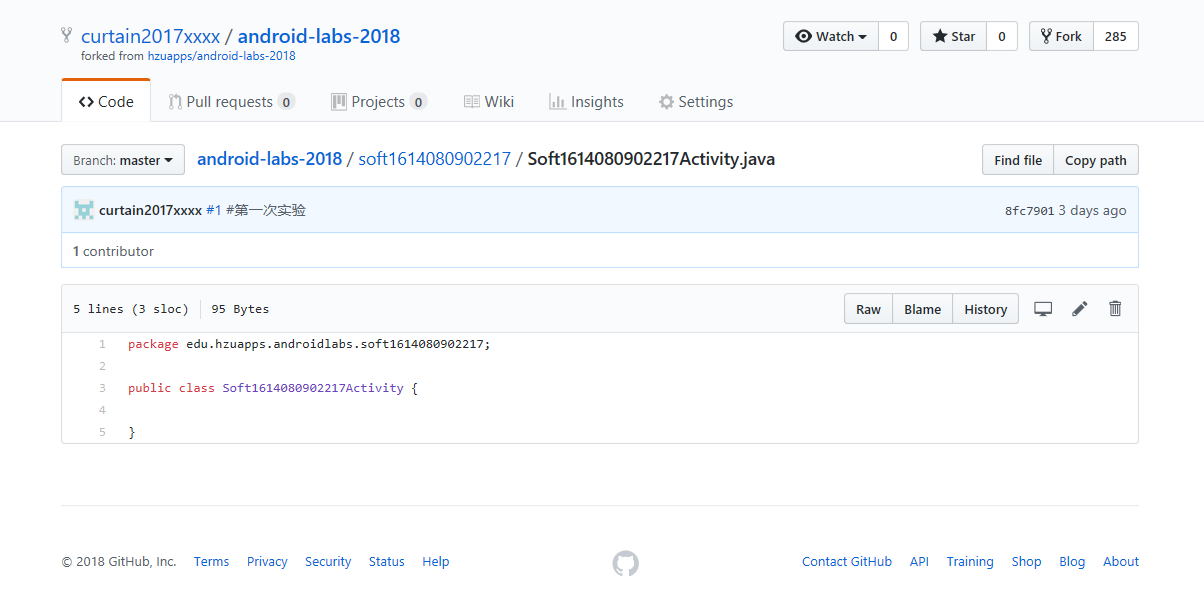 curtain2017xxxx / android-labs-2018 Watch 0 Star 0 Fork 285
forked from hzuapps/android-labs-2018
Code Pull requests 0 Projects 0 Wiki Insights Settings
Branch: master android-labs-2018 / soft1614080902217 / Soft1614080902217Activity.java Find file Copy path
curtain2017xxxx #1 #第一次实验 8fc7901 3 days ago
1 contributor
5 lines (3 sloc) 95 Bytes Raw Blame History
1 package edu.hzuapps.androidlabs.soft1614080902217;
2
3 public class Soft1614080902217Activity {
4
5 }
© 2018 GitHub, Inc. Terms Privacy Security Status Help Contact GitHub API Training Shop Blog About